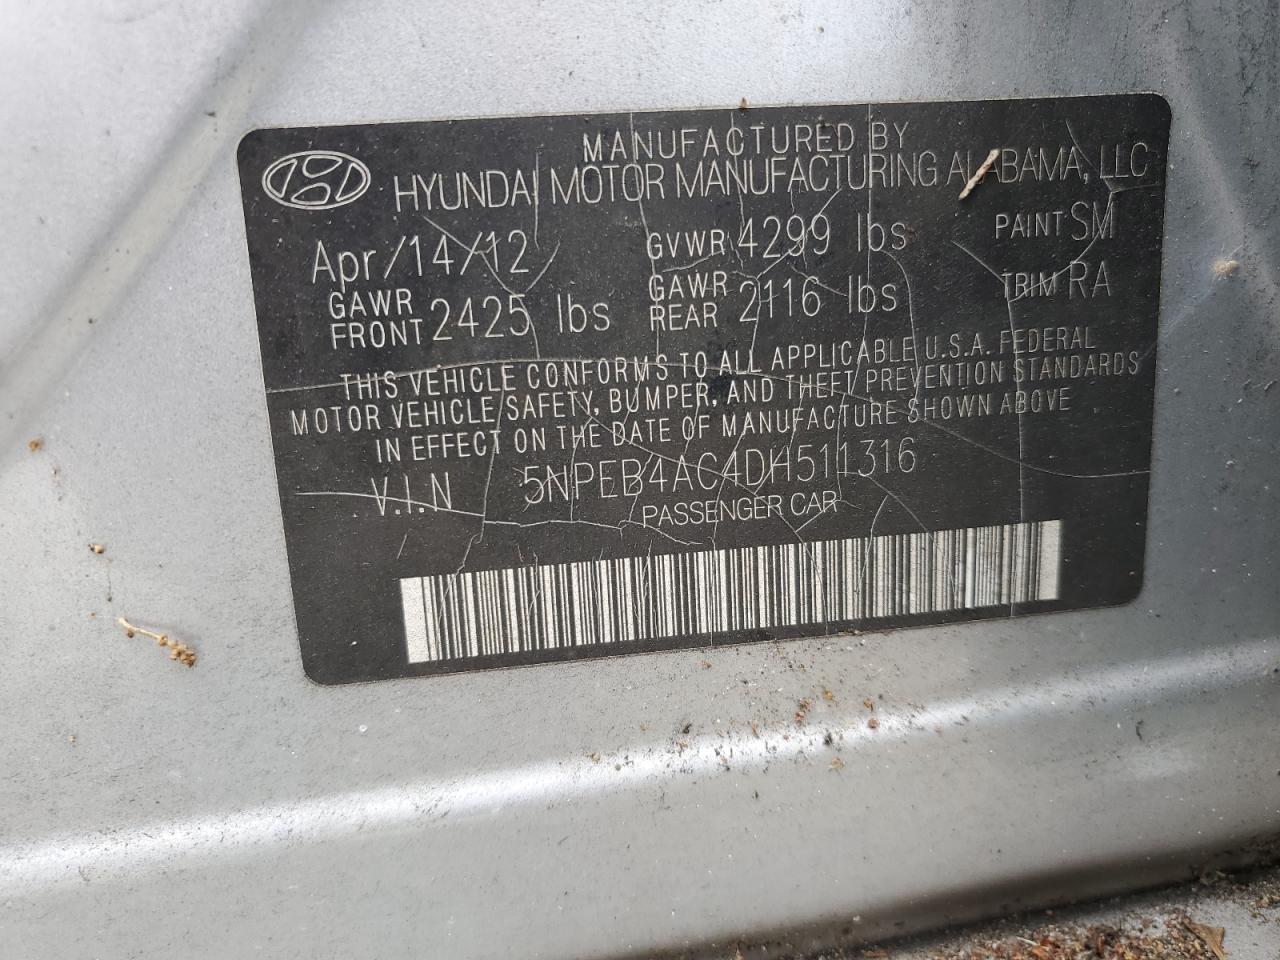 MANUFACTURED BY
HYUNDAI MOTOR MANUFACTURING ALABAMA, LLC
Apr/14/12 GVWR 4299 lbs PAINT SM
GAWR FRONT 2425 lbs GAWR REAR 2116 lbs TRIM RA
THIS VEHICLE CONFORMS TO ALL APPLICABLE U.S.A. FEDERAL
MOTOR VEHICLE SAFETY, BUMPER, AND THEFT PREVENTION STANDARDS
IN EFFECT ON THE DATE OF MANUFACTURE SHOWN ABOVE
V.I.N 5NPEB4AC4DH511316
PASSENGER CAR